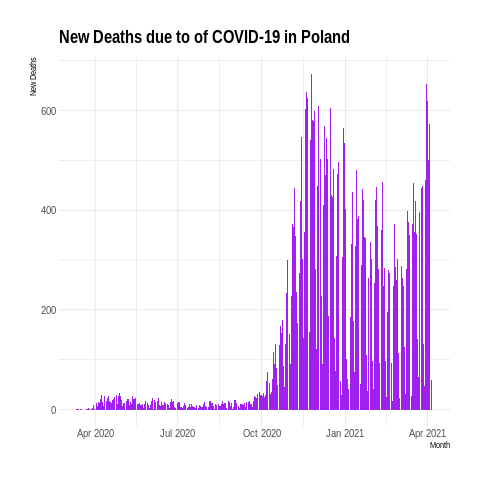 New Deaths due to of COVID-19 in Poland
New Deaths
600
400
200
0
Apr 2020 Jul 2020 Oct 2020 Jan 2021 Apr 2021
Month